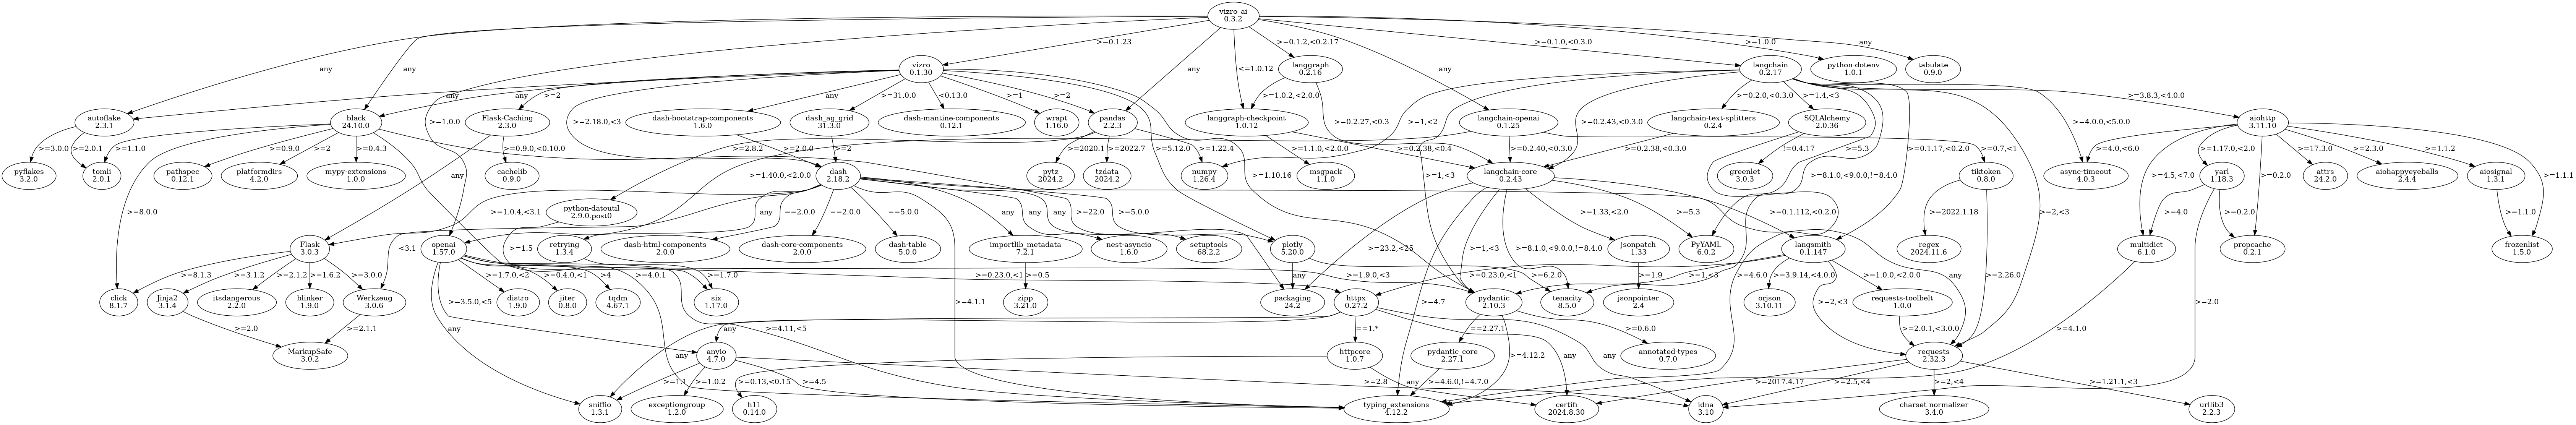 vizro_ai
0.3.2
>=0.1.23
>=0.1.2,<0.2.17
>=0.1.0,<0.3.0
>=1.0.0
any
any
any
<=1.0.12
any
any
vizro
0.1.30
langgraph
0.2.16
langchain
0.2.17
python-dotenv
1.0.1
tabulate
0.9.0
any
any
>=2
any
>=31.0.0
<0.13.0
>=1
>=2
>=1.0.2,<2.0.0
>=0.2.0,<0.3.0
>=1.4,<3
>=3.8.3,<4.0.0
autoflake
2.3.1
black
24.10.0
>=1.0.0
Flask-Caching
2.3.0
>=2.18.0,<3
dash-bootstrap-components
1.6.0
dash_ag_grid
31.3.0
dash-mantine-components
0.12.1
wrapt
1.16.0
pandas
2.2.3
langgraph-checkpoint
1.0.12
>=0.2.27,<0.3
>=1,<2
langchain-openai
0.1.25
>=0.2.43,<0.3.0
langchain-text-splitters
0.2.4
SQLAlchemy
2.0.36
>=4.0.0,<5.0.0
aiohttp
3.11.10
>=3.0.0
>=2.0.1
>=1.1.0
>=0.9.0
>=2
>=0.4.3
>=0.9.0,<0.10.0
>=2.8.2
>=2.0.0
>=2
>=2020.1
>=2022.7
>=5.12.0
>=1.22.4
>=1.1.0,<2.0.0
>=0.2.38,<0.4
>=0.2.40,<0.3.0
>=0.2.38,<0.3.0
!=0.4.17
>=5.3
>=0.1.17,<0.2.0
>=0.7,<1
>=4.0,<6.0
>=1.17.0,<2.0
>=17.3.0
>=2.3.0
>=1.1.2
pyflakes
3.2.0
tomli
2.0.1
pathspec
0.12.1
platformdirs
4.2.0
mypy-extensions
1.0.0
any
cachelib
0.9.0
>=1.40.0,<2.0.0
dash
2.18.2
pytz
2024.2
tzdata
2024.2
numpy
1.26.4
>=1.10.16
msgpack
1.1.0
>=1,<3
langchain-core
0.2.43
greenlet
3.0.3
>=8.1.0,<9.0.0,!=8.4.0
tiktoken
0.8.0
async-timeout
4.0.3
>=4.5,<7.0
yarl
1.18.3
>=0.2.0
attrs
24.2.0
aiohappyeyeballs
2.4.4
aiosignal
1.3.1
>=1.1.1
>=8.0.0
>=1.0.4,<3.1
python-dateutil
2.9.0.post0
any
==2.0.0
==2.0.0
==5.0.0
any
any
any
>=22.0
>=5.0.0
>=1.33,<2.0
>=5.3
>=0.1.112,<0.2.0
>=2022.1.18
>=2,<3
>=4.0
>=0.2.0
>=1.1.0
Flask
3.0.3
<3.1
openai
1.57.0
>=1.5
retrying
1.3.4
dash-html-components
2.0.0
dash-core-components
2.0.0
dash-table
5.0.0
importlib_metadata
7.2.1
nest-asyncio
1.6.0
setuptools
68.2.2
plotly
5.20.0
>=23.2,<25
>=1,<3
>=8.1.0,<9.0.0,!=8.4.0
jsonpatch
1.33
PyYAML
6.0.2
langsmith
0.1.147
regex
2024.11.6
multidict
6.1.0
propcache
0.2.1
frozenlist
1.5.0
>=8.1.3
>=3.1.2
>=2.1.2
>=1.6.2
>=3.0.0
>=1.7.0,<2
>=0.4.0,<1
>4
>=4.0.1
>=1.7.0
>=0.23.0,<1
>=0.5
any
>=1.9.0,<3
>=6.2.0
>=0.23.0,<1
>=1.9
>=1,<3
>=4.6.0
>=3.9.14,<4.0.0
>=1.0.0,<2.0.0
any
>=2.26.0
click
8.1.7
Jinja2
3.1.4
itsdangerous
2.2.0
blinker
1.9.0
Werkzeug
3.0.6
>=3.5.0,<5
distro
1.9.0
jiter
0.8.0
tqdm
4.67.1
six
1.17.0
>=4.1.1
zipp
3.21.0
packaging
24.2
httpx
0.27.2
>=4.7
pydantic
2.10.3
tenacity
8.5.0
jsonpointer
2.4
orjson
3.10.11
>=2,<3
requests-toolbelt
1.0.0
>=2.0
>=2.0
>=2.1.1
any
any
>=4.11,<5
any
==1.*
==2.27.1
>=0.6.0
>=2.0.1,<3.0.0
>=4.1.0
MarkupSafe
3.0.2
anyio
4.7.0
httpcore
1.0.7
any
any
pydantic_core
2.27.1
>=4.12.2
annotated-types
0.7.0
requests
2.32.3
>=1.1
>=1.0.2
>=0.13,<0.15
>=4.5
>=2.8
any
>=4.6.0,!=4.7.0
>=2017.4.17
>=2.5,<4
>=2,<4
>=1.21.1,<3
sniffio
1.3.1
exceptiongroup
1.2.0
h11
0.14.0
typing_extensions
4.12.2
certifi
2024.8.30
idna
3.10
charset-normalizer
3.4.0
urllib3
2.2.3